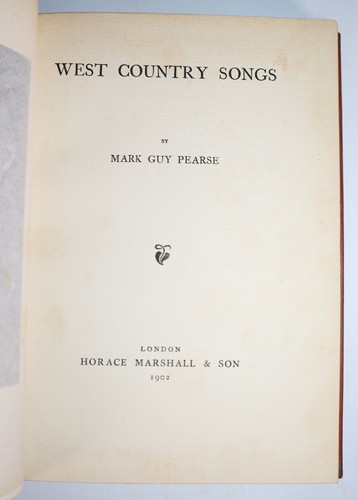 WEST COUNTRY SONGS
BY
MARK GUY PEARSE
LONDON
HORACE MARSHALL & SON
1902